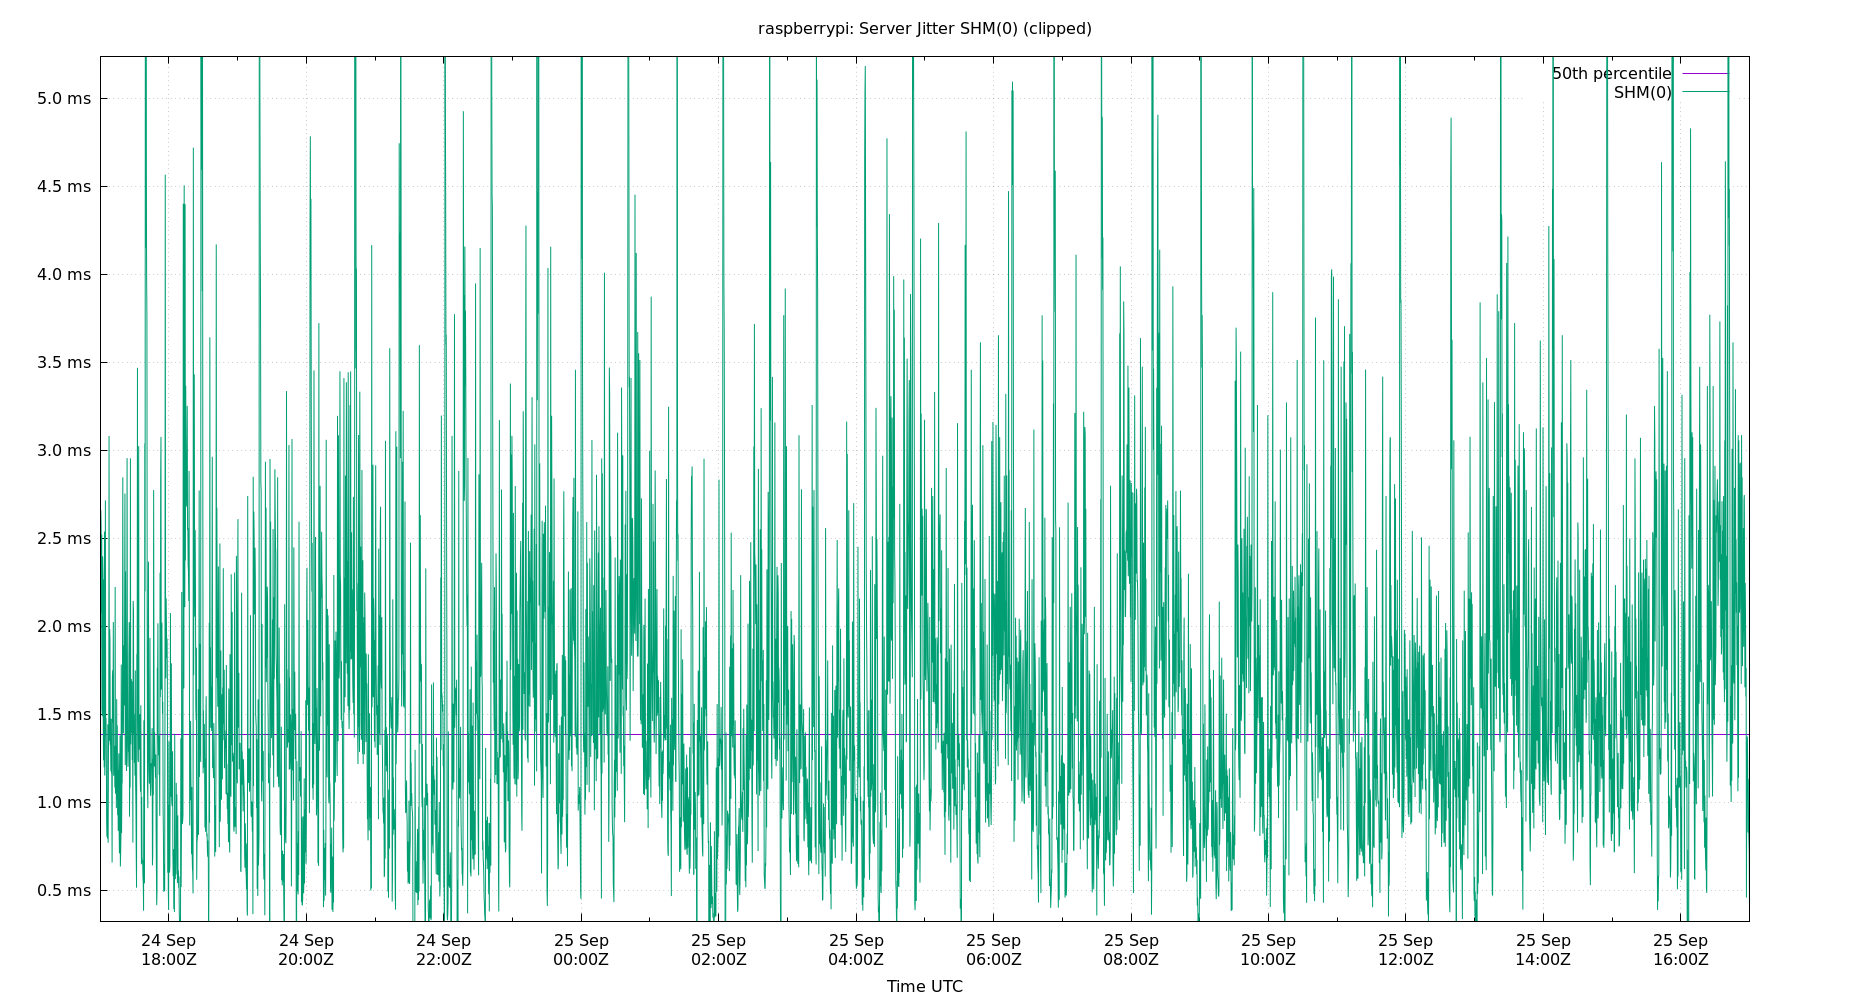 raspberrypi: Server Jitter SHM(0) (clipped)
50th percentile
SHM(0)
5.0 ms
4.5 ms
4.0 ms
3.5 ms
3.0 ms
2.5 ms
2.0 ms
1.5 ms
1.0 ms
0.5 ms
24 Sep 24 Sep 24 Sep 25 Sep 25 Sep 25 Sep 25 Sep 25 Sep 25 Sep 25 Sep 25 Sep 25 Sep
18:00Z 20:00Z 22:00Z 00:00Z 02:00Z 04:00Z 06:00Z 08:00Z 10:00Z 12:00Z 14:00Z 16:00Z
Time UTC